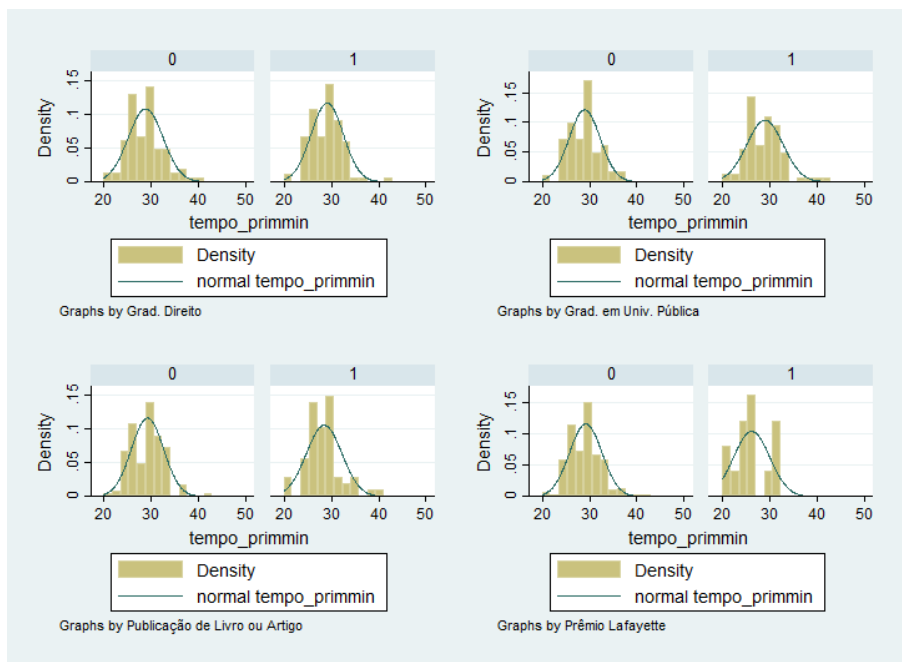 0 1
Density
.15
.1
.05
0
20 30 40 50 20 30 40 50
tempo_primmin
Density
normal tempo_primmin
Graphs by Grad. Direito
0 1
Density
.15
.1
.05
0
20 30 40 50 20 30 40 50
tempo_primmin
Density
normal tempo_primmin
Graphs by Grad. em Univ. Pública
0 1
Density
.15
.1
.05
0
20 30 40 50 20 30 40 50
tempo_primmin
Density
normal tempo_primmin
Graphs by Publicação de Livro ou Artigo
0 1
Density
.15
.1
.05
0
20 30 40 50 20 30 40 50
tempo_primmin
Density
normal tempo_primmin
Graphs by Prêmio Lafayette